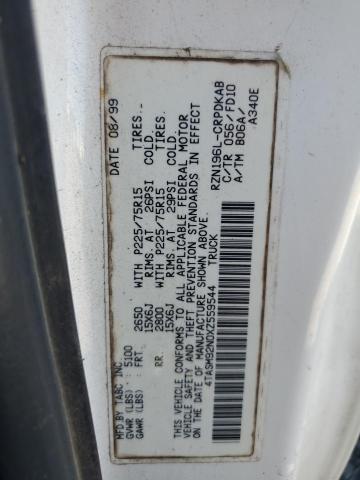 MFD BY TABC, INC. DATE 08/99
GVWR (LBS) : 5100
GAWR (LBS) : FRT. 2650 WITH P225/75R15 TIRES.
15X6J RIMS. AT 26PSI COLD.
RR. 2800 WITH P225/75R15 TIRES.
15X6J RIMS. AT 29PSI COLD.
THIS VEHICLE CONFORMS TO ALL APPLICABLE FEDERAL MOTOR
VEHICLE SAFETY AND THEFT PREVENTION STANDARDS IN EFFECT
ON THE DATE OF MANUFACTURE SHOWN ABOVE.
4TASM92NDXZ559544 TRUCK
RZN196L-CRPDKAB
C/TR 056/FD10
A/TM B06A/
A340E